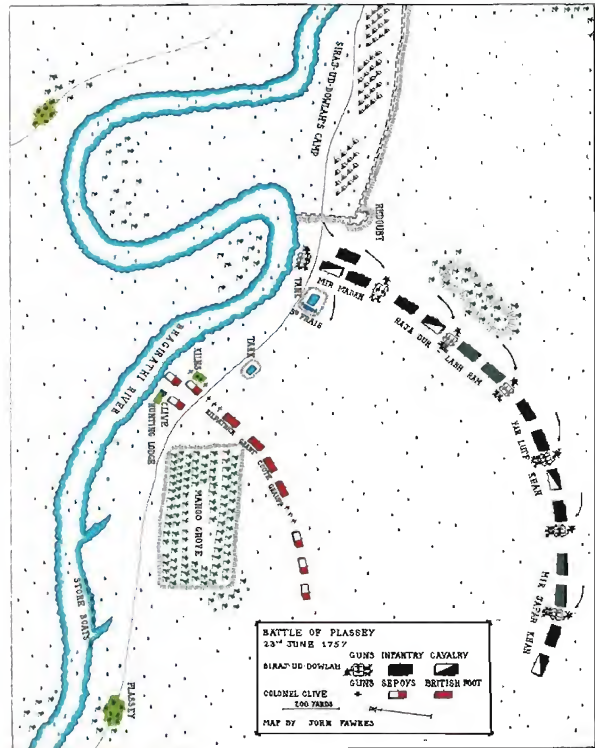 SIRAJ-UD-DOWLAH'S CAMP
REDOUBT
MIR MADAN
TANK
ST FRAIS
RAJA DUR
LABH RAM
YAR LUTF KHAN
MIR JAFAR KHAN
TANK
KILNS
BHAGIRATHI RIVER
CLIVE
HUNTING LODGE
KILPATRICK
GRANT
COOTE
GAUPP
MANGO GROVE
STORE BOATS
PLASSEY
BATTLE OF PLASSEY
23RD JUNE 1757
GUNS INFANTRY CAVALRY
SIRAJ-UD-DOWLAH
GUNS SEPOYS BRITISH FOOT
COLONEL CLIVE
200 YARDS
MAP BY JOHN FAWKES